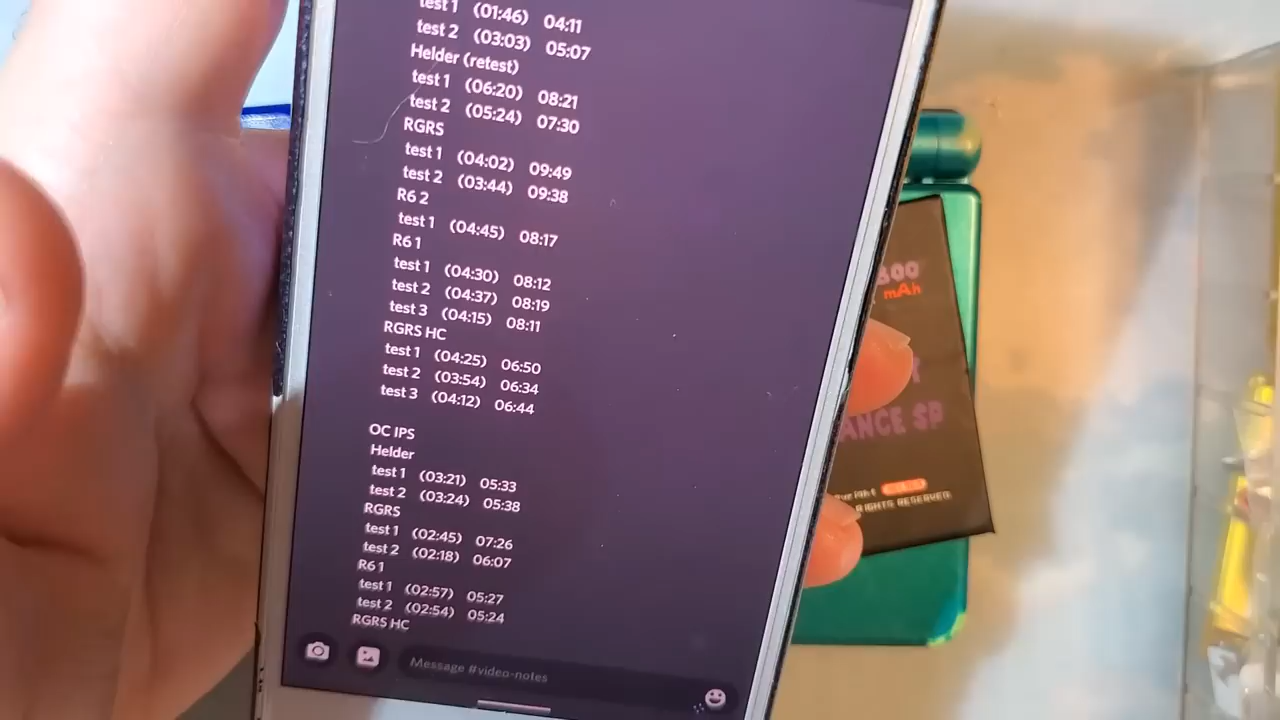 test 1 (01:46) 04:11
test 2 (03:03) 05:07
Helder (retest)
test 1 (06:20) 08:21
test 2 (05:24) 07:30
RGRS
test 1 (04:02) 09:49
test 2 (03:44) 09:38
R6 2
test 1 (04:45) 08:17
R6 1
test 1 (04:30) 08:12
test 2 (04:37) 08:19
test 3 (04:15) 08:11
RGRS HC
test 1 (04:25) 06:50
test 2 (03:54) 06:34
test 3 (04:12) 06:44
OC IPS
Helder
test 1 (03:21) 05:33
test 2 (03:24) 05:38
RGRS
test 1 (02:45) 07:26
test 2 (02:18) 06:07
R6 1
test 1 (02:57) 05:27
test 2 (02:54) 05:24
RGRS HC
Message #video-notes
800
mAh
ANCE SP
RIGHTS RESERVED